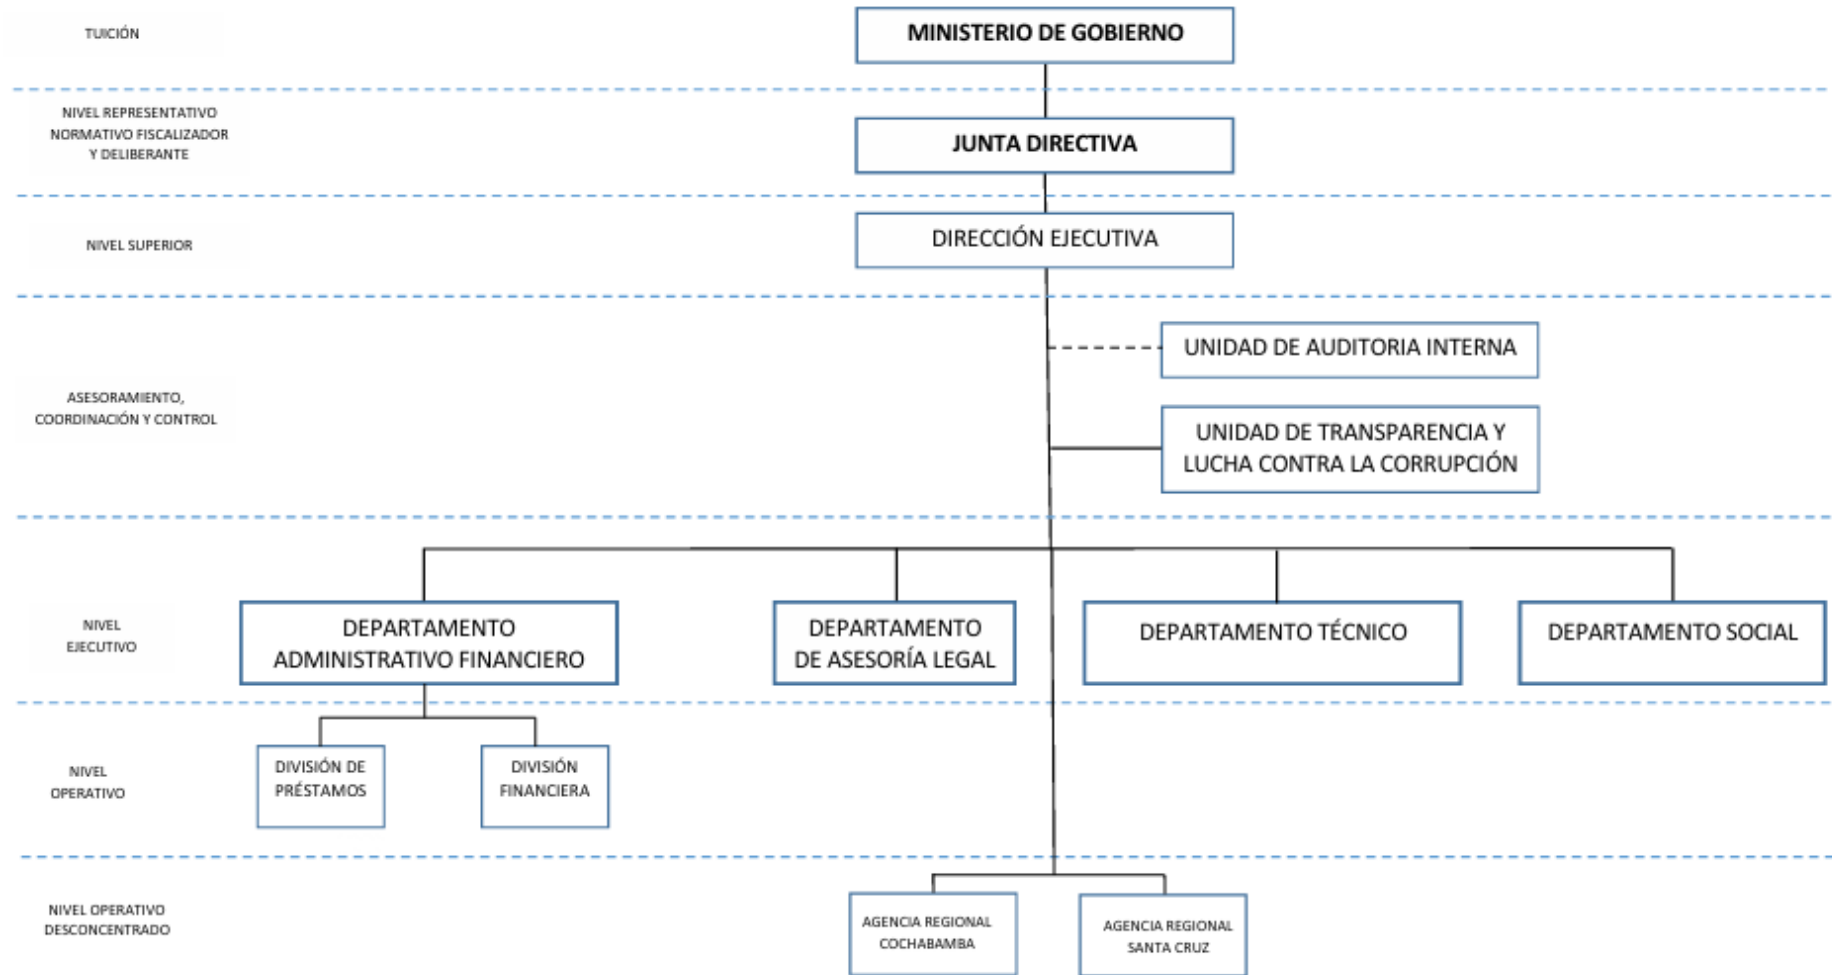 TUICIÓN
MINISTERIO DE GOBIERNO
NIVEL REPRESENTATIVO
NORMATIVO FISCALIZADOR
Y DELIBERANTE
JUNTA DIRECTIVA
NIVEL SUPERIOR
DIRECCIÓN EJECUTIVA
ASESORAMIENTO,
COORDINACIÓN Y CONTROL
UNIDAD DE AUDITORIA INTERNA
UNIDAD DE TRANSPARENCIA Y
LUCHA CONTRA LA CORRUPCIÓN
NIVEL
EJECUTIVO
DEPARTAMENTO
ADMINISTRATIVO FINANCIERO
DEPARTAMENTO
DE ASESORÍA LEGAL
DEPARTAMENTO TÉCNICO
DEPARTAMENTO SOCIAL
NIVEL
OPERATIVO
DIVISIÓN DE
PRÉSTAMOS
DIVISIÓN
FINANCIERA
NIVEL OPERATIVO
DESCONCENTRADO
AGENCIA REGIONAL
COCHABAMBA
AGENCIA REGIONAL
SANTA CRUZ